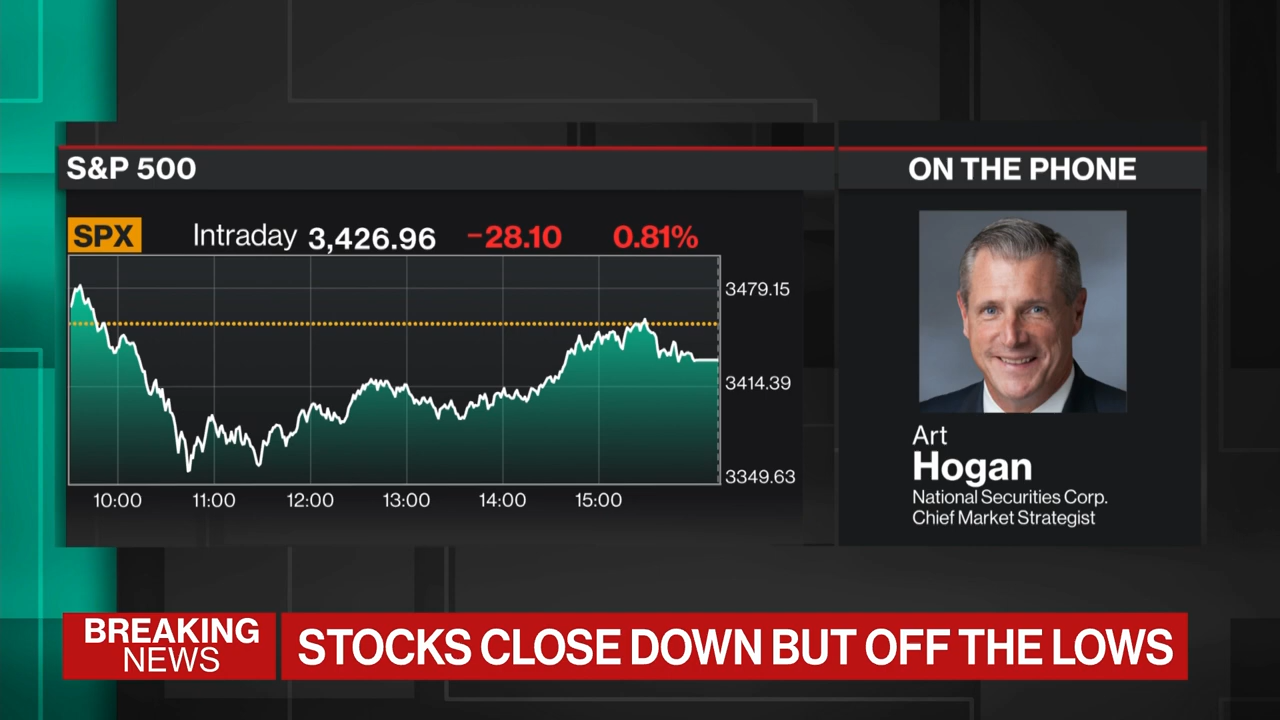 S&P 500
ON THE PHONE
SPX Intraday 3,426.96 −28.10 0.81%
3479.15
3414.39
3349.63
10:00 11:00 12:00 13:00 14:00 15:00
Art
Hogan
National Securities Corp.
Chief Market Strategist
BREAKING
NEWS
STOCKS CLOSE DOWN BUT OFF THE LOWS